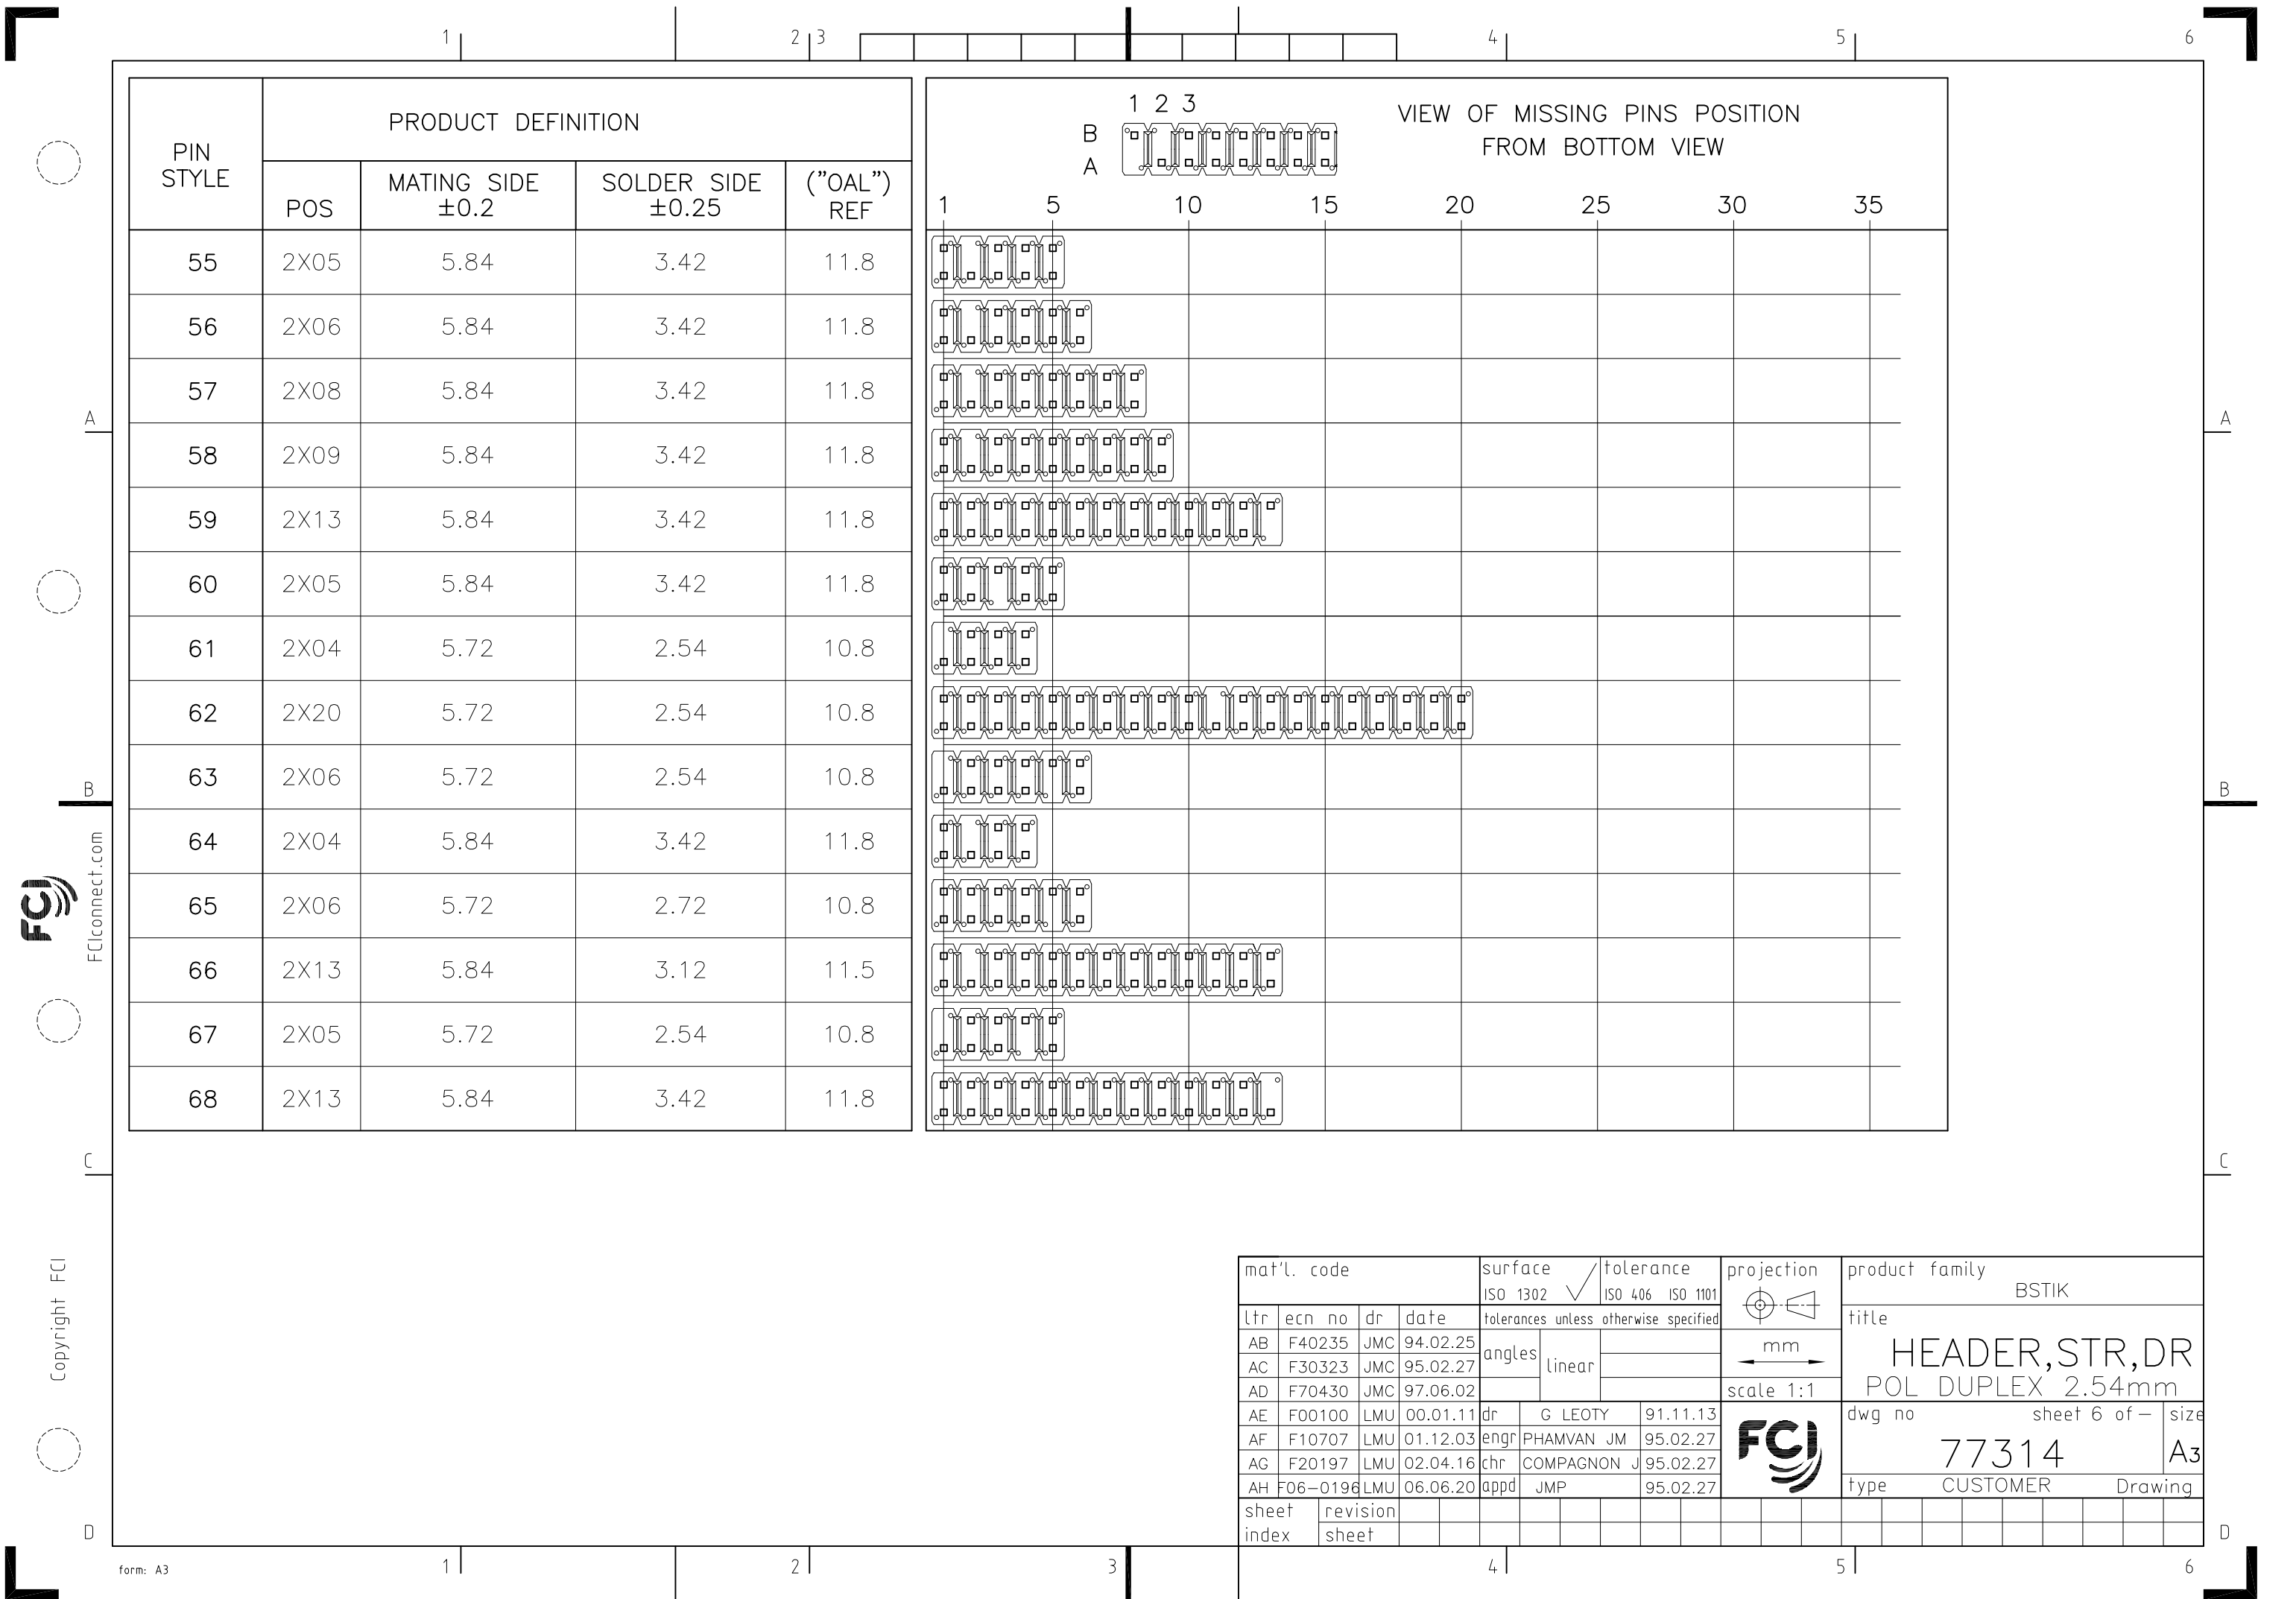 1 2 3 4 5 6
PIN STYLE
PRODUCT DEFINITION
POS
MATING SIDE ±0.2
SOLDER SIDE ±0.25
("OAL") REF
55 2X05 5.84 3.42 11.8
56 2X06 5.84 3.42 11.8
57 2X08 5.84 3.42 11.8
58 2X09 5.84 3.42 11.8
59 2X13 5.84 3.42 11.8
60 2X05 5.84 3.42 11.8
61 2X04 5.72 2.54 10.8
62 2X20 5.72 2.54 10.8
63 2X06 5.72 2.54 10.8
64 2X04 5.84 3.42 11.8
65 2X06 5.72 2.72 10.8
66 2X13 5.84 3.12 11.5
67 2X05 5.72 2.54 10.8
68 2X13 5.84 3.42 11.8
1 2 3
B
A
VIEW OF MISSING PINS POSITION
FROM BOTTOM VIEW
1 5 10 15 20 25 30 35
A
A
B
B
C
C
D
D
FCI
FCIconnect.com
Copyright FCI
mat'l. code
surface
ISO 1302
tolerance
ISO 406 ISO 1101
projection
product family
BSTIK
ltr ecn no dr date
tolerances unless otherwise specified
title
AB F40235 JMC 94.02.25
AC F30323 JMC 95.02.27
AD F70430 JMC 97.06.02
AE F00100 LMU 00.01.11
AF F10707 LMU 01.12.03
AG F20197 LMU 02.04.16
AH F06-0196 LMU 06.06.20
angles
linear
mm
scale 1:1
HEADER,STR,DR
POL DUPLEX 2.54mm
dr G LEOTY 91.11.13
engr PHAMVAN JM 95.02.27
chr COMPAGNON J 95.02.27
appd JMP 95.02.27
FCI
dwg no
sheet 6 of -
size
77314
A3
type CUSTOMER Drawing
sheet index
revision
sheet
form: A3
1 2 3 4 5 6